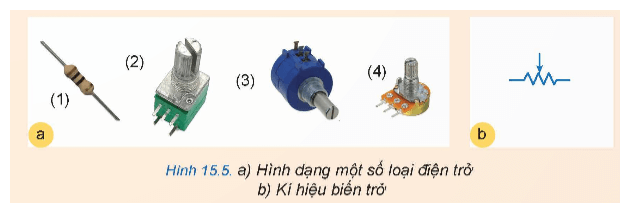 (1)
(2)
(3)
(4)
a
b
Hình 15.5. a) Hình dạng một số loại điện trở
b) Kí hiệu biến trở